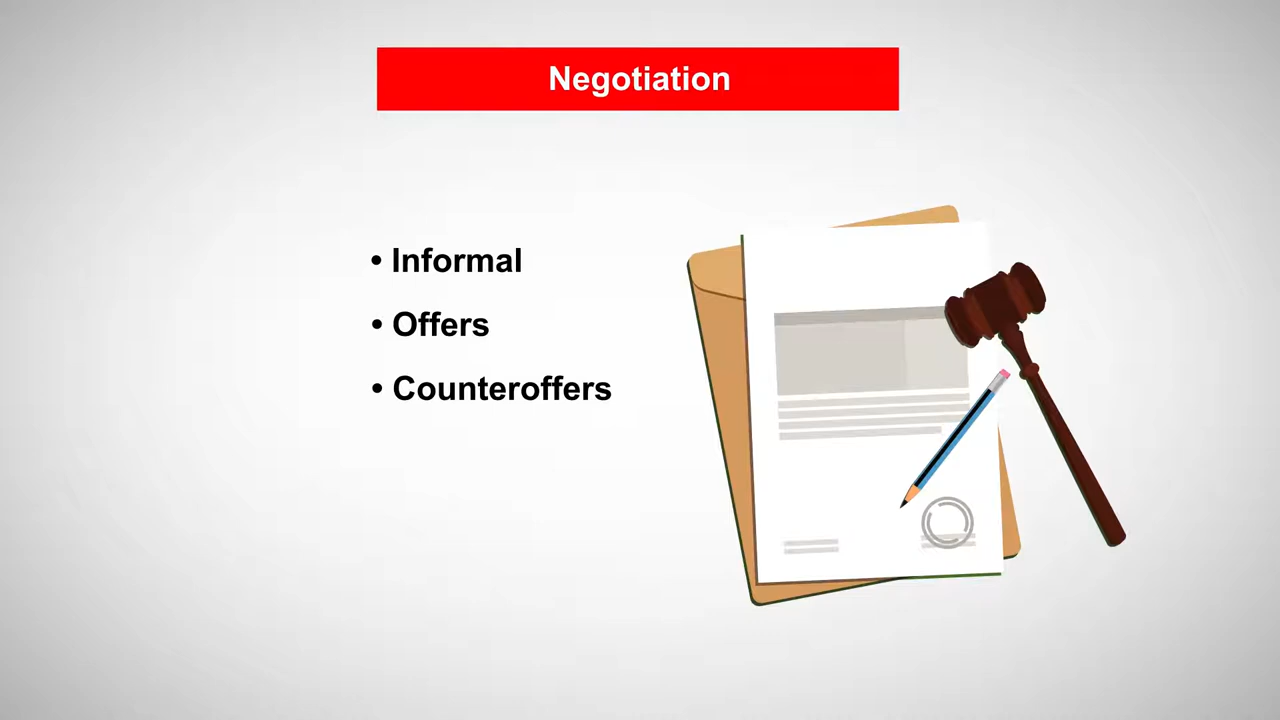 Negotiation
• Informal
• Offers
• Counteroffers